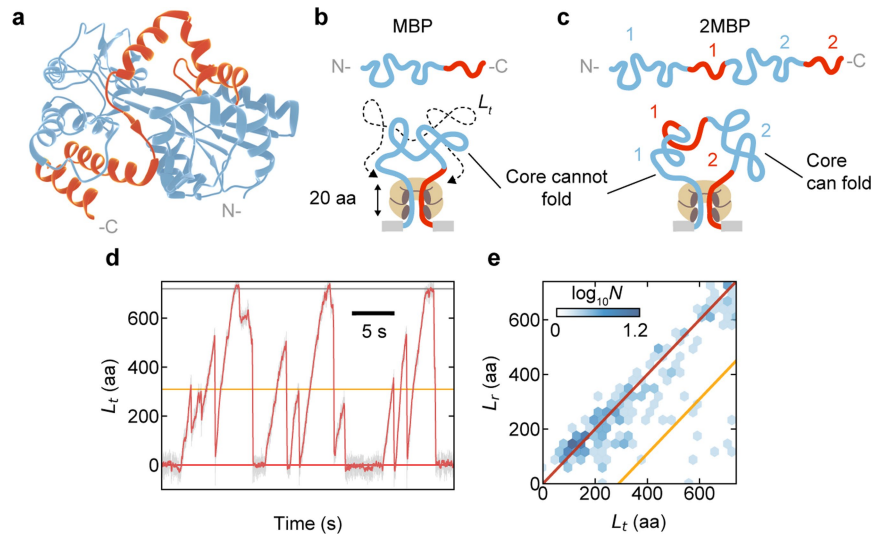 a
-C
N-
b
MBP
N-
-C
Lt
20 aa
Core cannot
fold
c
2MBP
1
2
N-
1
2
-C
1
2
1
2
Core
can fold
d
Lt (aa)
600
400
200
0
5 s
Time (s)
e
log10N
0
1.2
Lr (aa)
600
400
200
0
0
200
400
600
Lt (aa)